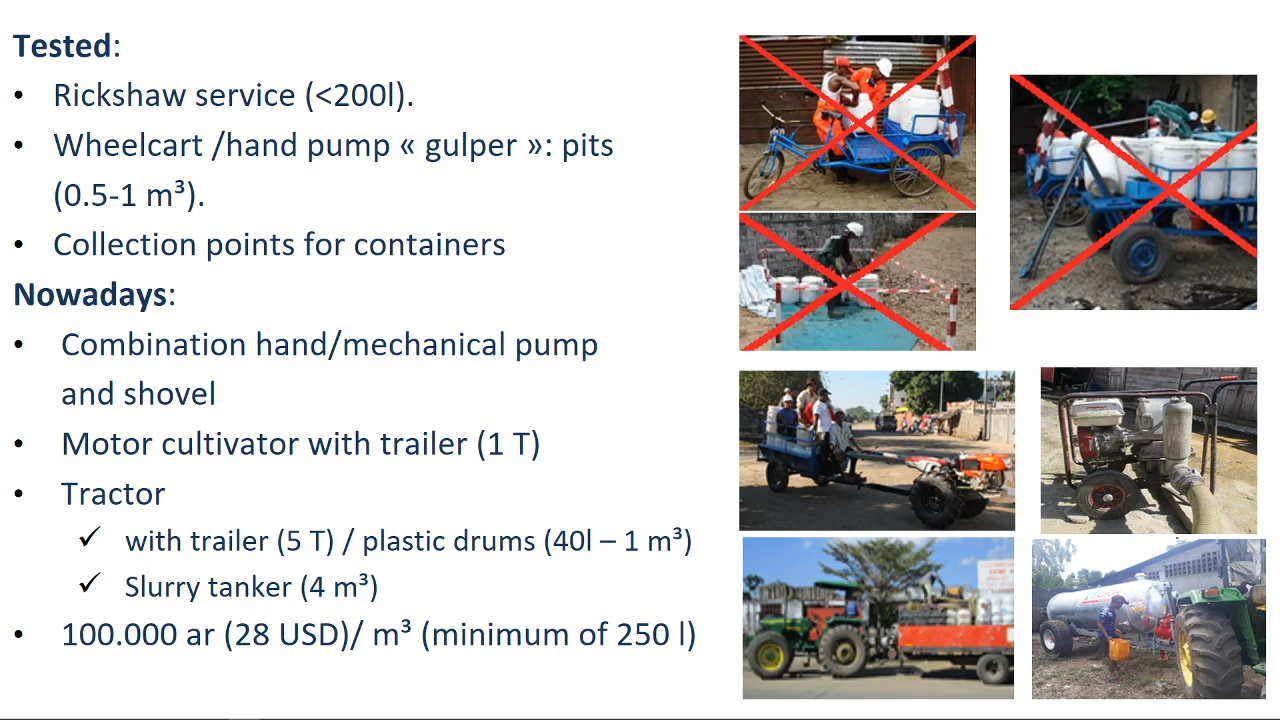 Tested:
• Rickshaw service (<200l).
• Wheelcart /hand pump « gulper »: pits
(0.5-1 m³).
• Collection points for containers
Nowadays:
• Combination hand/mechanical pump
and shovel
• Motor cultivator with trailer (1 T)
• Tractor
✓ with trailer (5 T) / plastic drums (40l – 1 m³)
✓ Slurry tanker (4 m³)
• 100.000 ar (28 USD)/ m³ (minimum of 250 l)